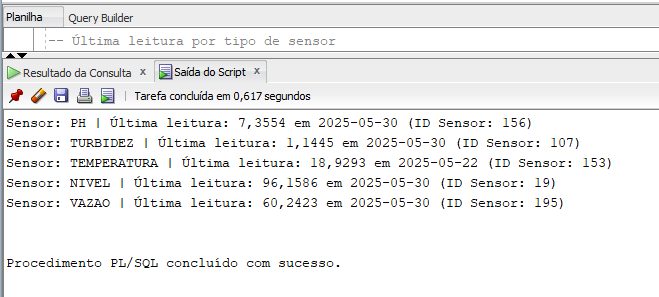 Planilha Query Builder
-- Última leitura por tipo de sensor
Resultado da Consulta x Saída do Script x
Tarefa concluída em 0,617 segundos
Sensor: PH | Última leitura: 7,3554 em 2025-05-30 (ID Sensor: 156)
Sensor: TURBIDEZ | Última leitura: 1,1445 em 2025-05-30 (ID Sensor: 107)
Sensor: TEMPERATURA | Última leitura: 18,9293 em 2025-05-22 (ID Sensor: 153)
Sensor: NIVEL | Última leitura: 96,1586 em 2025-05-30 (ID Sensor: 19)
Sensor: VAZAO | Última leitura: 60,2423 em 2025-05-30 (ID Sensor: 195)
Procedimento PL/SQL concluído com sucesso.